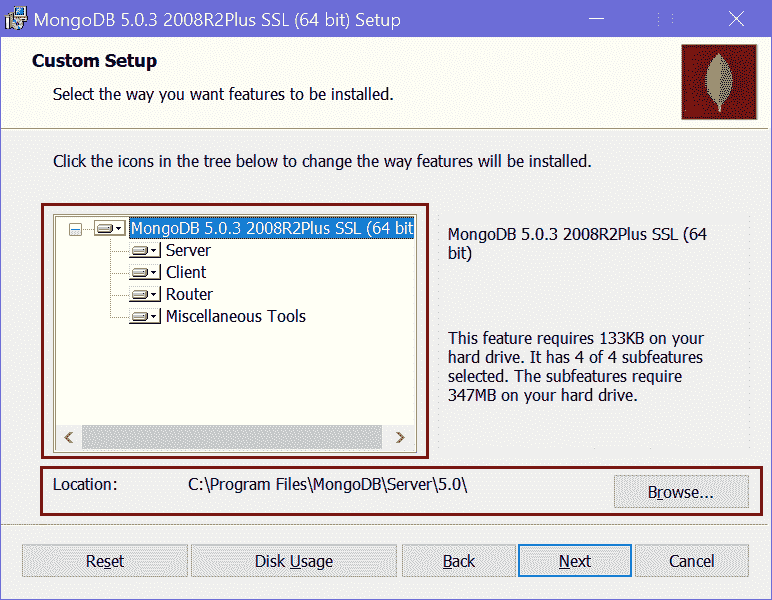 MongoDB 5.0.3 2008R2Plus SSL (64 bit) Setup
Custom Setup
Select the way you want features to be installed.
Click the icons in the tree below to change the way features will be installed.
MongoDB 5.0.3 2008R2Plus SSL (64 bit
Server
Client
Router
Miscellaneous Tools
MongoDB 5.0.3 2008R2Plus SSL (64
bit)
This feature requires 133KB on your
hard drive. It has 4 of 4 subfeatures
selected. The subfeatures require
347MB on your hard drive.
Location: C:\Program Files\MongoDB\Server\5.0\
Browse...
Reset Disk Usage Back Next Cancel